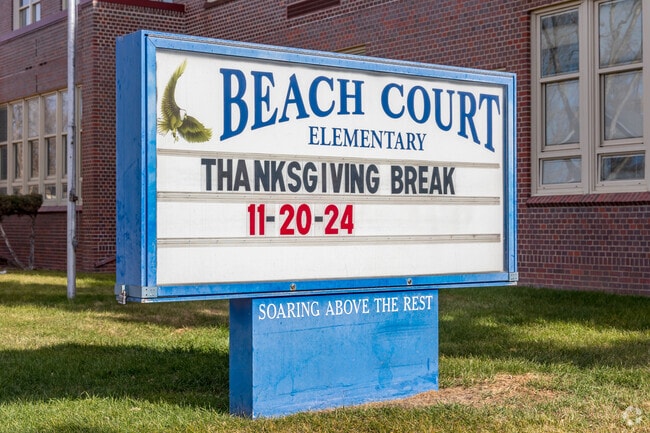 BEACH COURT
ELEMENTARY
THANKSGIVING BREAK
11-20-24
SOARING ABOVE THE REST